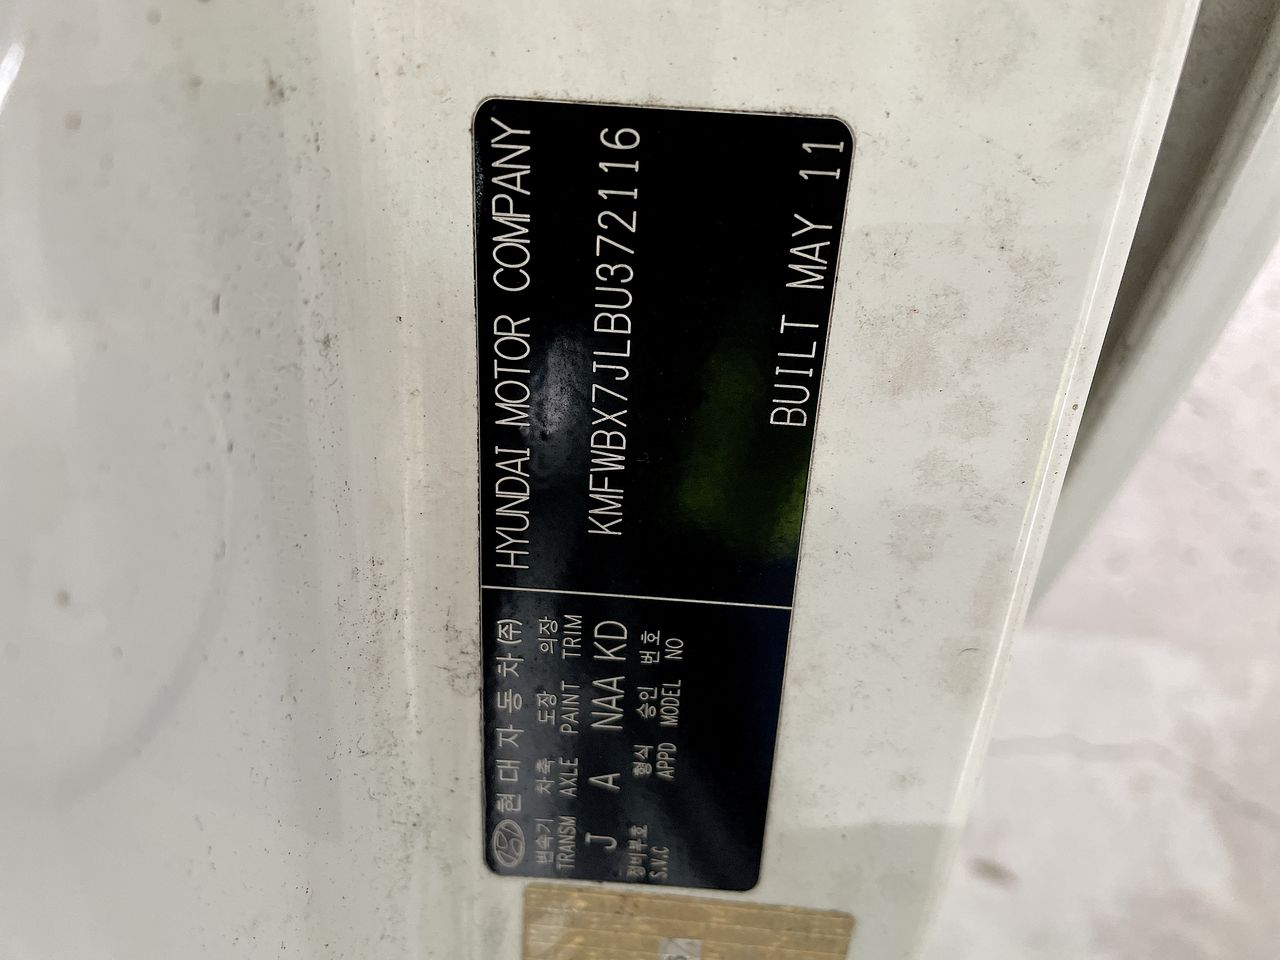 현대자동차(주)
변속기 차축 도장 의장
TRANSM AXLE PAINT TRIM
J A NAA KD
정비부호 형식 승인 번호
S.V.C APPD MODEL NO
HYUNDAI MOTOR COMPANY
KMFWBX7JLBU372116
BUILT MAY 11